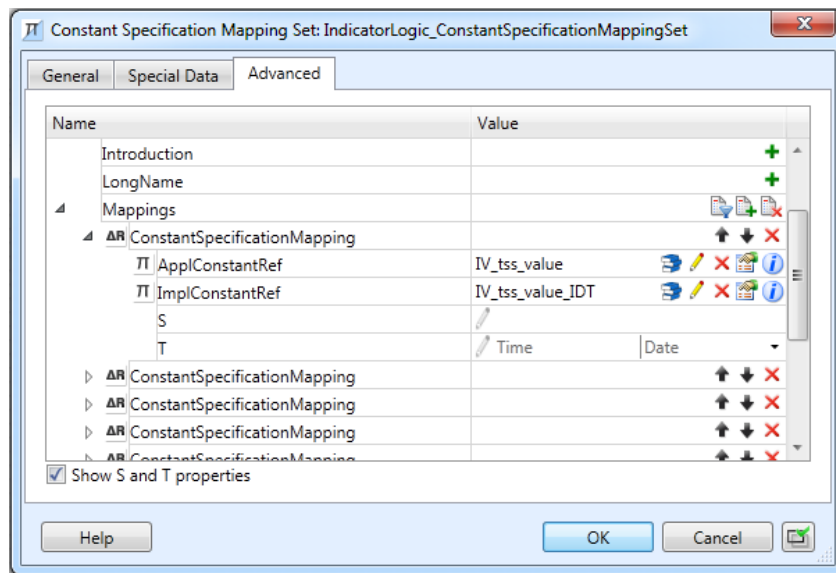 Constant Specification Mapping Set: IndicatorLogic_ConstantSpecificationMappingSet
General Special Data Advanced
Name Value
Introduction
LongName
Mappings
ConstantSpecificationMapping
ApplConstantRef IV_tss_value
ImplConstantRef IV_tss_value_IDT
S
T Time Date
ConstantSpecificationMapping
ConstantSpecificationMapping
ConstantSpecificationMapping
ConstantSpecificationMapping
Show S and T properties
Help OK Cancel